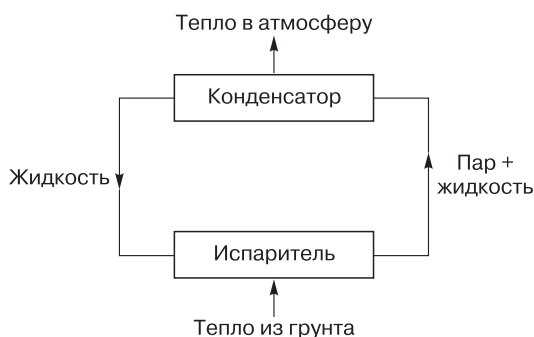 Тепло в атмосферу
Конденсатор
Жидкость
Пар +
жидкость
Испаритель
Тепло из грунта